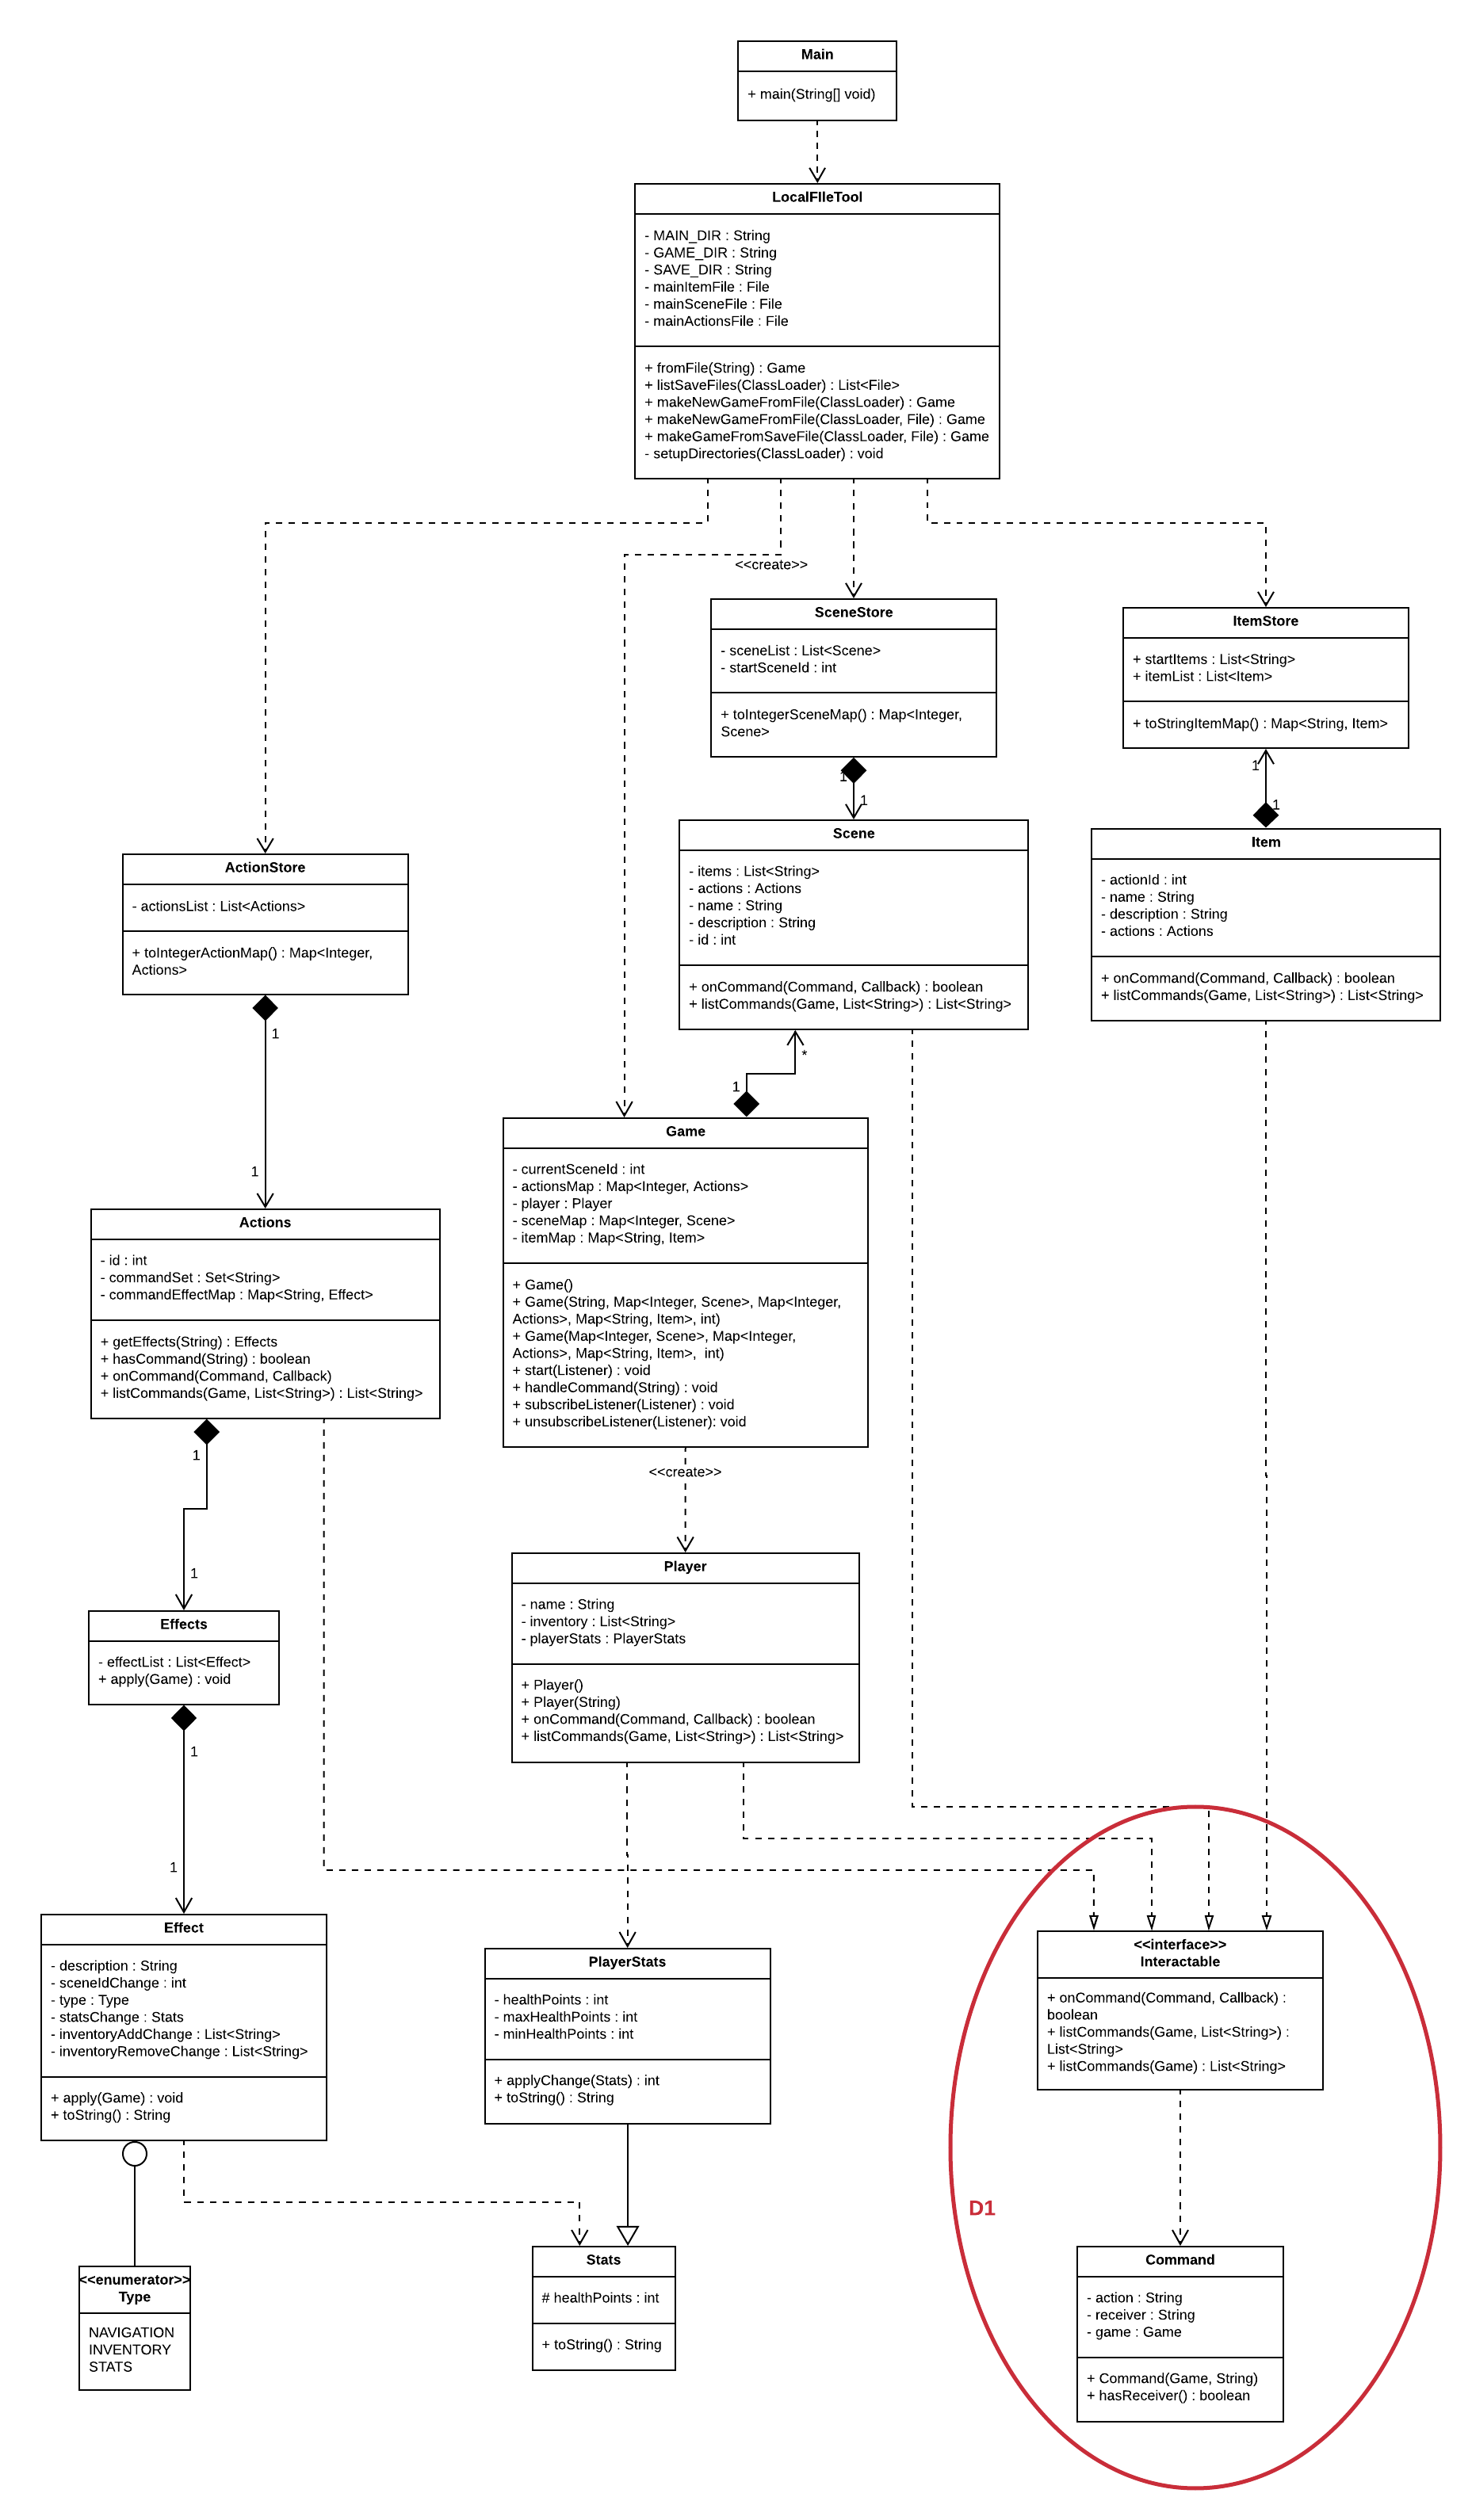 Main
+ main(String[] void)
LocalFIleTool
- MAIN_DIR : String
- GAME_DIR : String
- SAVE_DIR : String
- mainItemFile : File
- mainSceneFile : File
- mainActionsFile : File
+ fromFile(String) : Game
+ listSaveFiles(ClassLoader) : List<File>
+ makeNewGameFromFile(ClassLoader) : Game
+ makeNewGameFromFile(ClassLoader, File) : Game
+ makeGameFromSaveFile(ClassLoader, File) : Game
- setupDirectories(ClassLoader) : void
<<create>>
SceneStore
- sceneList : List<Scene>
- startSceneId : int
+ toIntegerSceneMap() : Map<Integer,
Scene>
1
1
ItemStore
+ startItems : List<String>
+ itemList : List<Item>
+ toStringItemMap() : Map<String, Item>
1
1
Scene
- items : List<String>
- actions : Actions
- name : String
- description : String
- id : int
+ onCommand(Command, Callback) : boolean
+ listCommands(Game, List<String>) : List<String>
Item
- actionId : int
- name : String
- description : String
- actions : Actions
+ onCommand(Command, Callback) : boolean
+ listCommands(Game, List<String>) : List<String>
ActionStore
- actionsList : List<Actions>
+ toIntegerActionMap() : Map<Integer,
Actions>
1
1
*
1
Game
- currentSceneId : int
- actionsMap : Map<Integer, Actions>
- player : Player
- sceneMap : Map<Integer, Scene>
- itemMap : Map<String, Item>
+ Game()
+ Game(String, Map<Integer, Scene>, Map<Integer,
Actions>, Map<String, Item>, int)
+ Game(Map<Integer, Scene>, Map<Integer,
Actions>, Map<String, Item>,  int)
+ start(Listener) : void
+ handleCommand(String) : void
+ subscribeListener(Listener) : void
+ unsubscribeListener(Listener): void
<<create>>
Actions
- id : int
- commandSet : Set<String>
- commandEffectMap : Map<String, Effect>
+ getEffects(String) : Effects
+ hasCommand(String) : boolean
+ onCommand(Command, Callback)
+ listCommands(Game, List<String>) : List<String>
1
1
Player
- name : String
- inventory : List<String>
- playerStats : PlayerStats
+ Player()
+ Player(String)
+ onCommand(Command, Callback) : boolean
+ listCommands(Game, List<String>) : List<String>
Effects
- effectList : List<Effect>
+ apply(Game) : void
1
1
Effect
- description : String
- sceneIdChange : int
- type : Type
- statsChange : Stats
- inventoryAddChange : List<String>
- inventoryRemoveChange : List<String>
+ apply(Game) : void
+ toString() : String
PlayerStats
- healthPoints : int
- maxHealthPoints : int
- minHealthPoints : int
+ applyChange(Stats) : int
+ toString() : String
<<interface>>
Interactable
+ onCommand(Command, Callback) :
boolean
+ listCommands(Game, List<String>) :
List<String>
+ listCommands(Game) : List<String>
D1
<<enumerator>>
Type
NAVIGATION
INVENTORY
STATS
Stats
# healthPoints : int
+ toString() : String
Command
- action : String
- receiver : String
- game : Game
+ Command(Game, String)
+ hasReceiver() : boolean